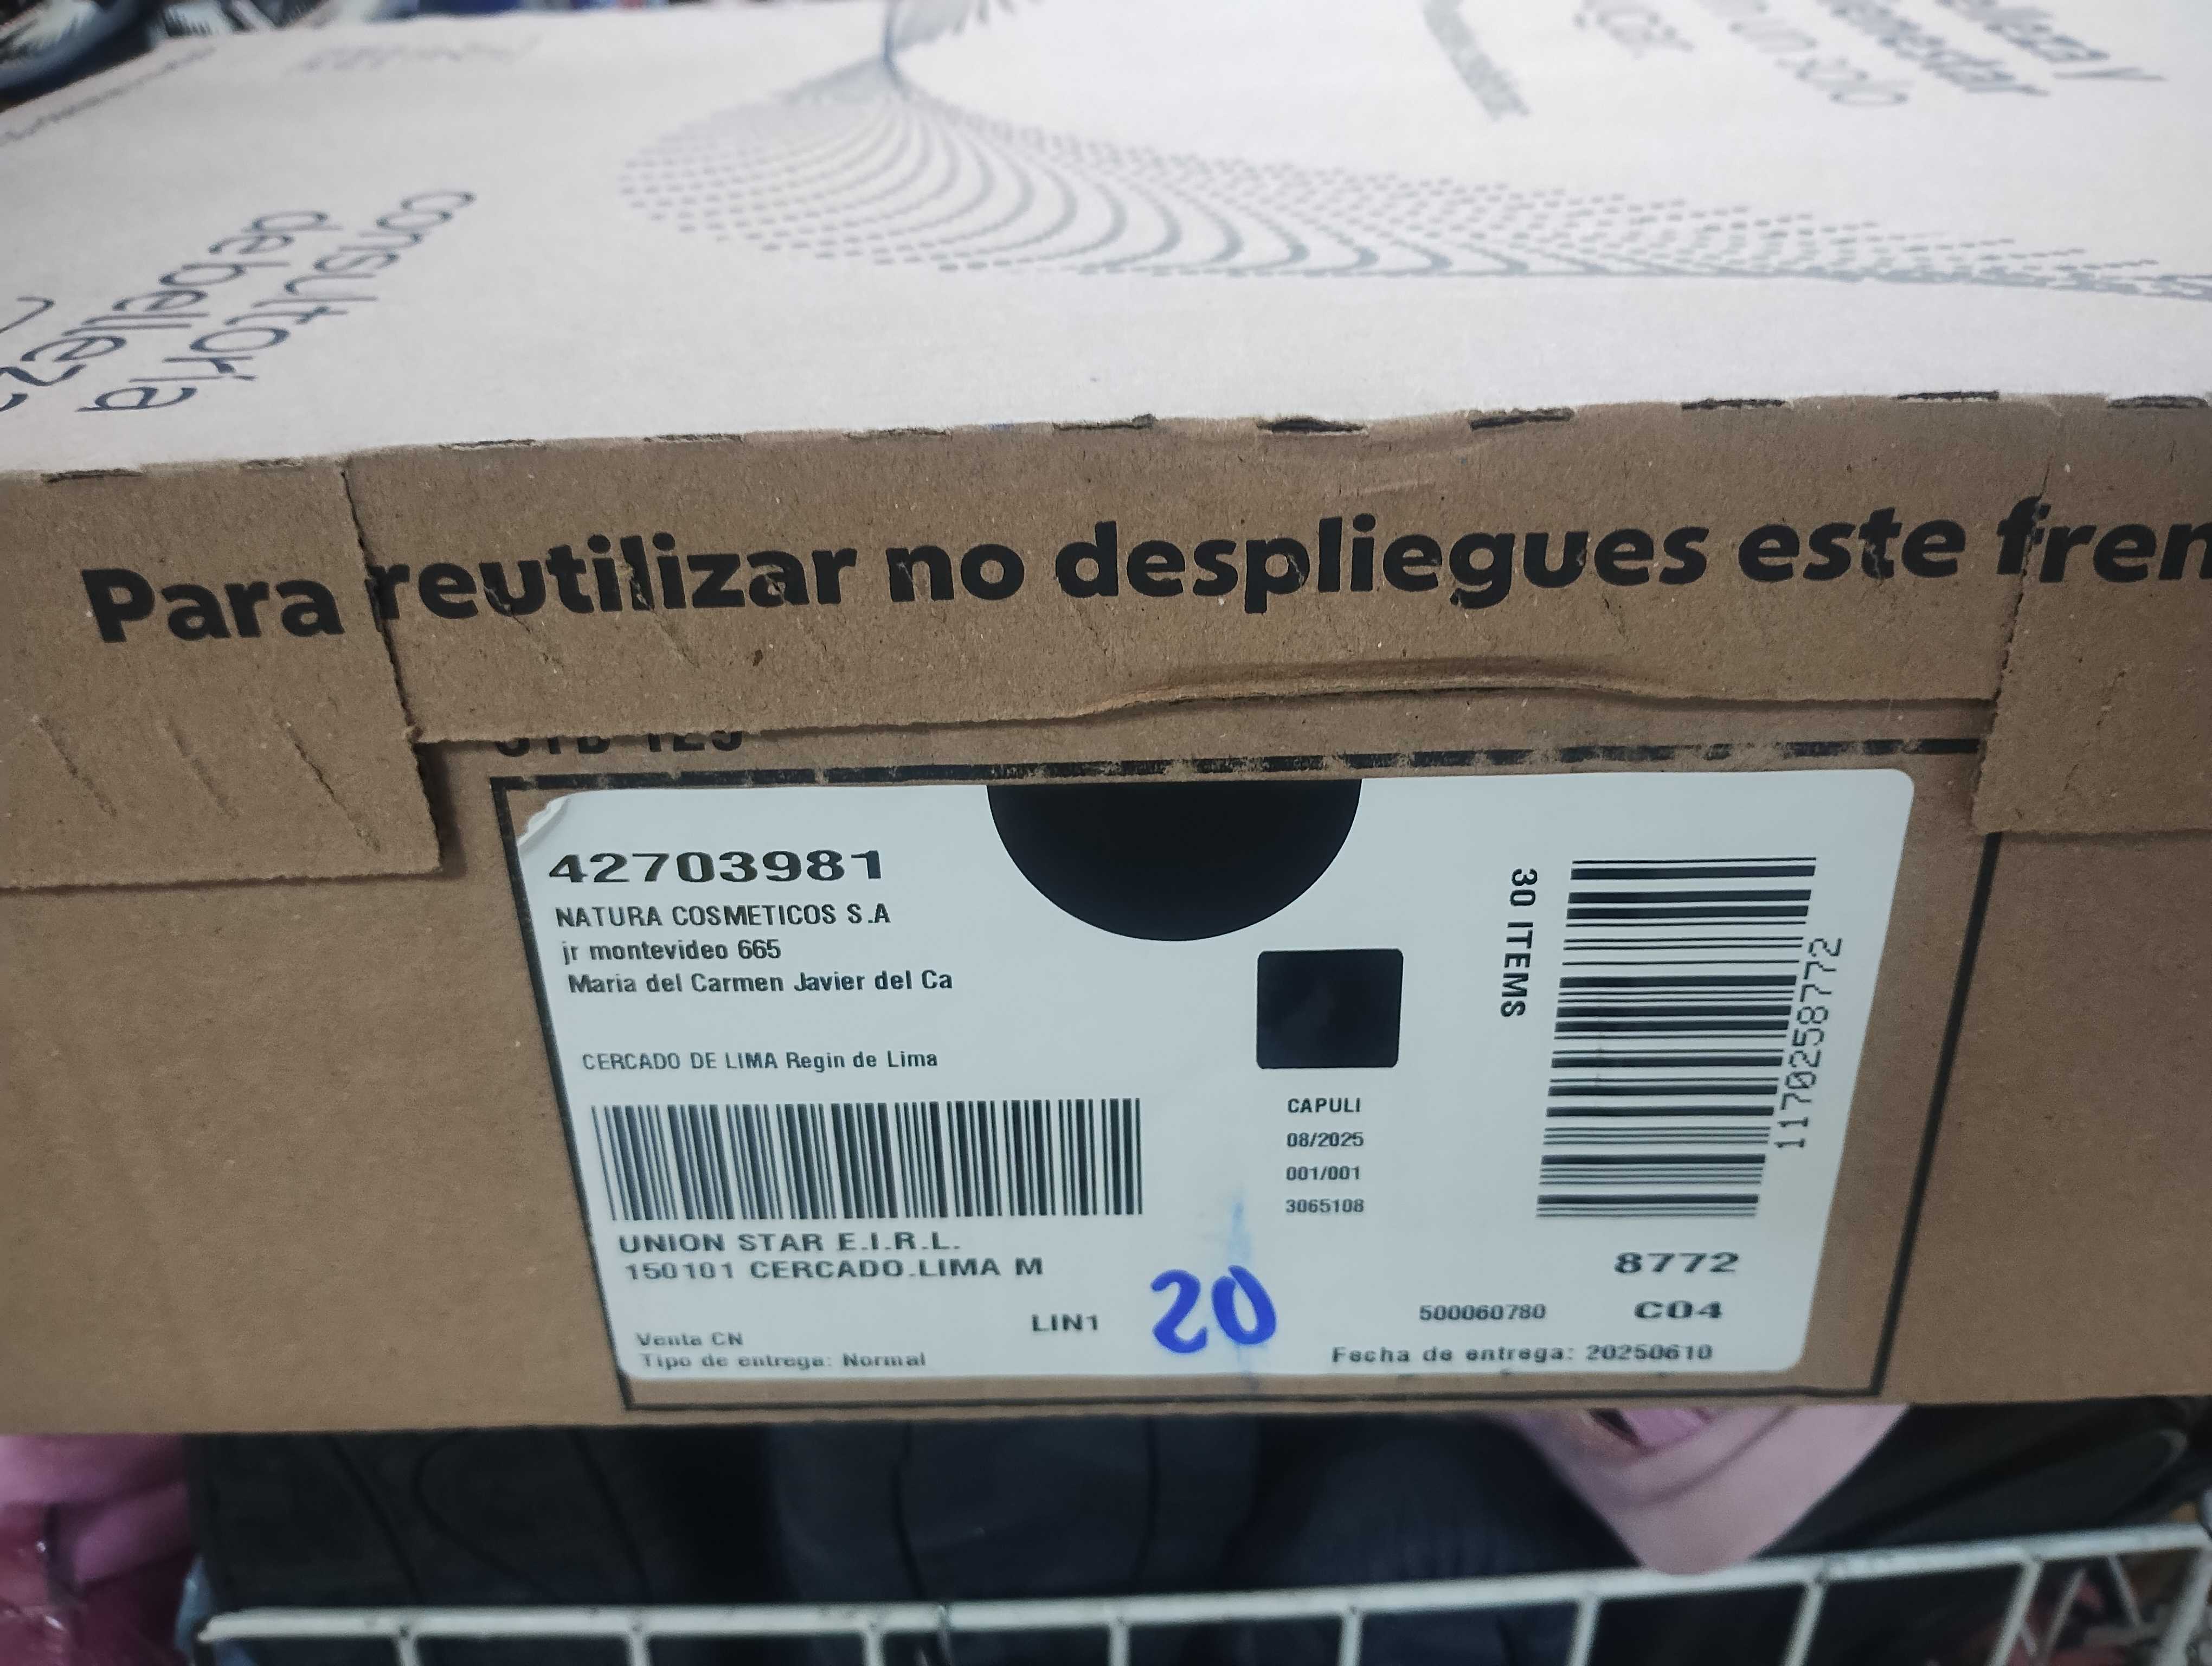 consultoria
de belleza
Para reutilizar no despliegues este fren
42703981
NATURA COSMETICOS S.A
jr montevideo 665
Maria del Carmen Javier del Ca
CERCADO DE LIMA Regin de Lima
UNION STAR E.I.R.L.
150101 CERCADO.LIMA M
LIN1
Venta CN
Tipo de entrega: Normal
20
CAPULI
08/2025
001/001
3065108
30 ITEMS
11702587772
8772
500060780
C04
Fecha de entrega: 20250610